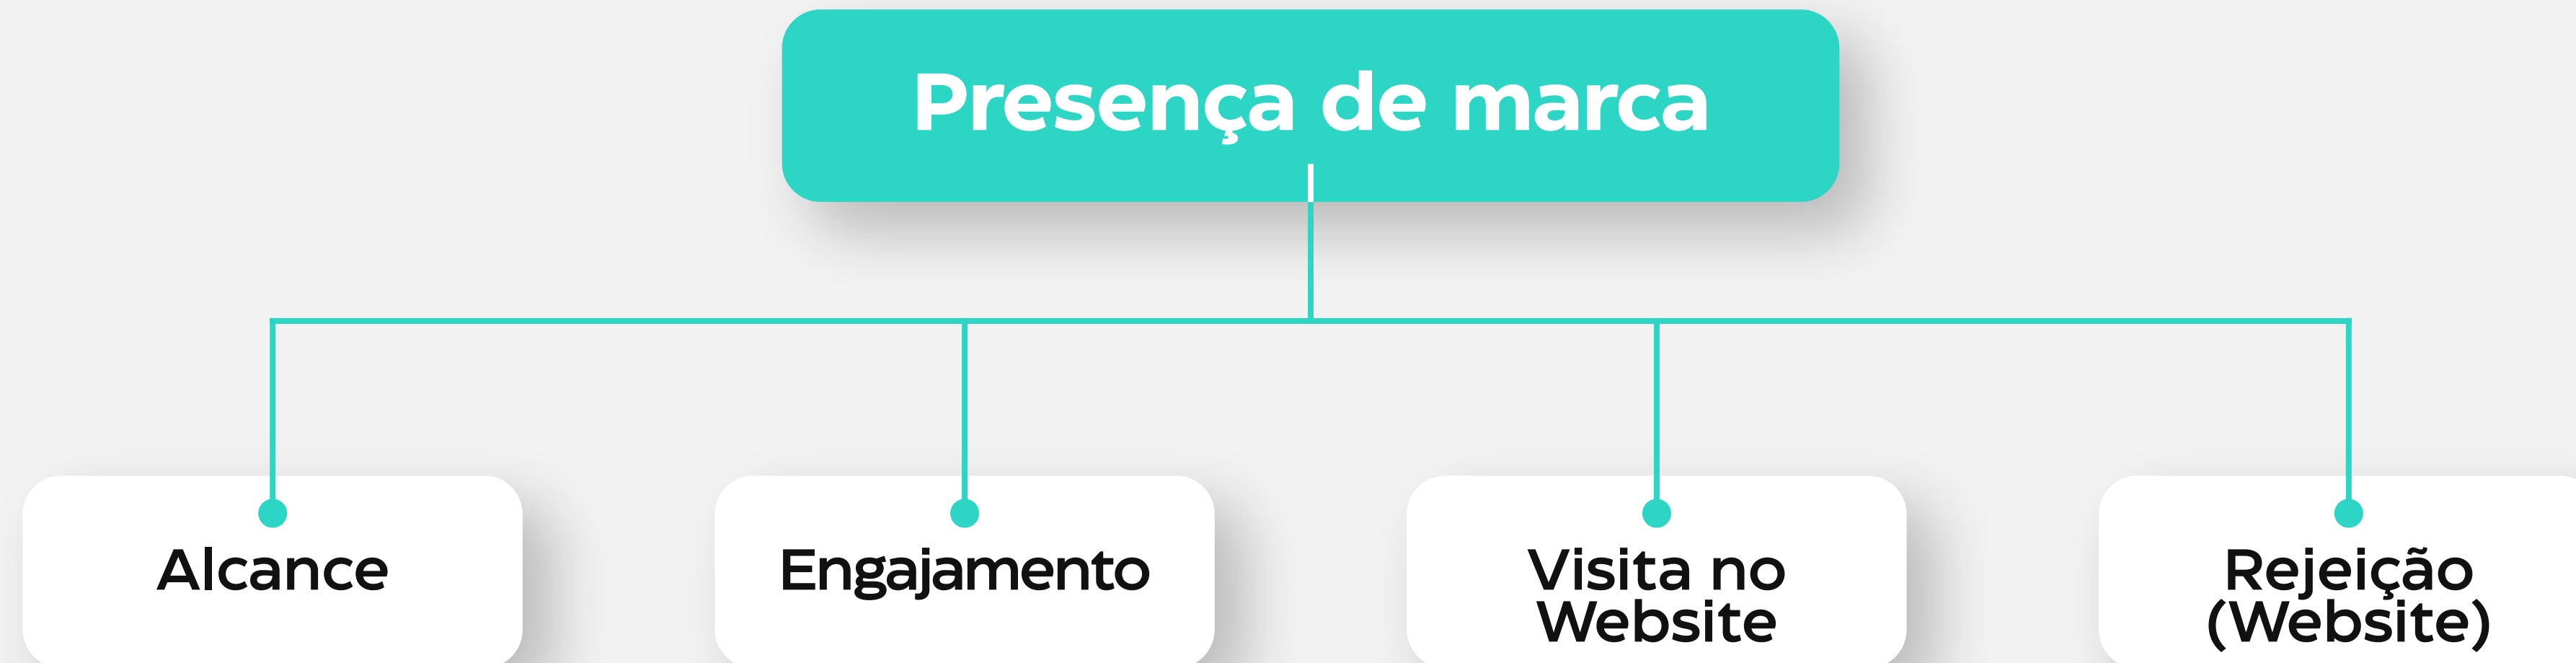 Presença de marca
Alcance
Engajamento
Visita no
Website
Rejeição
(Website)